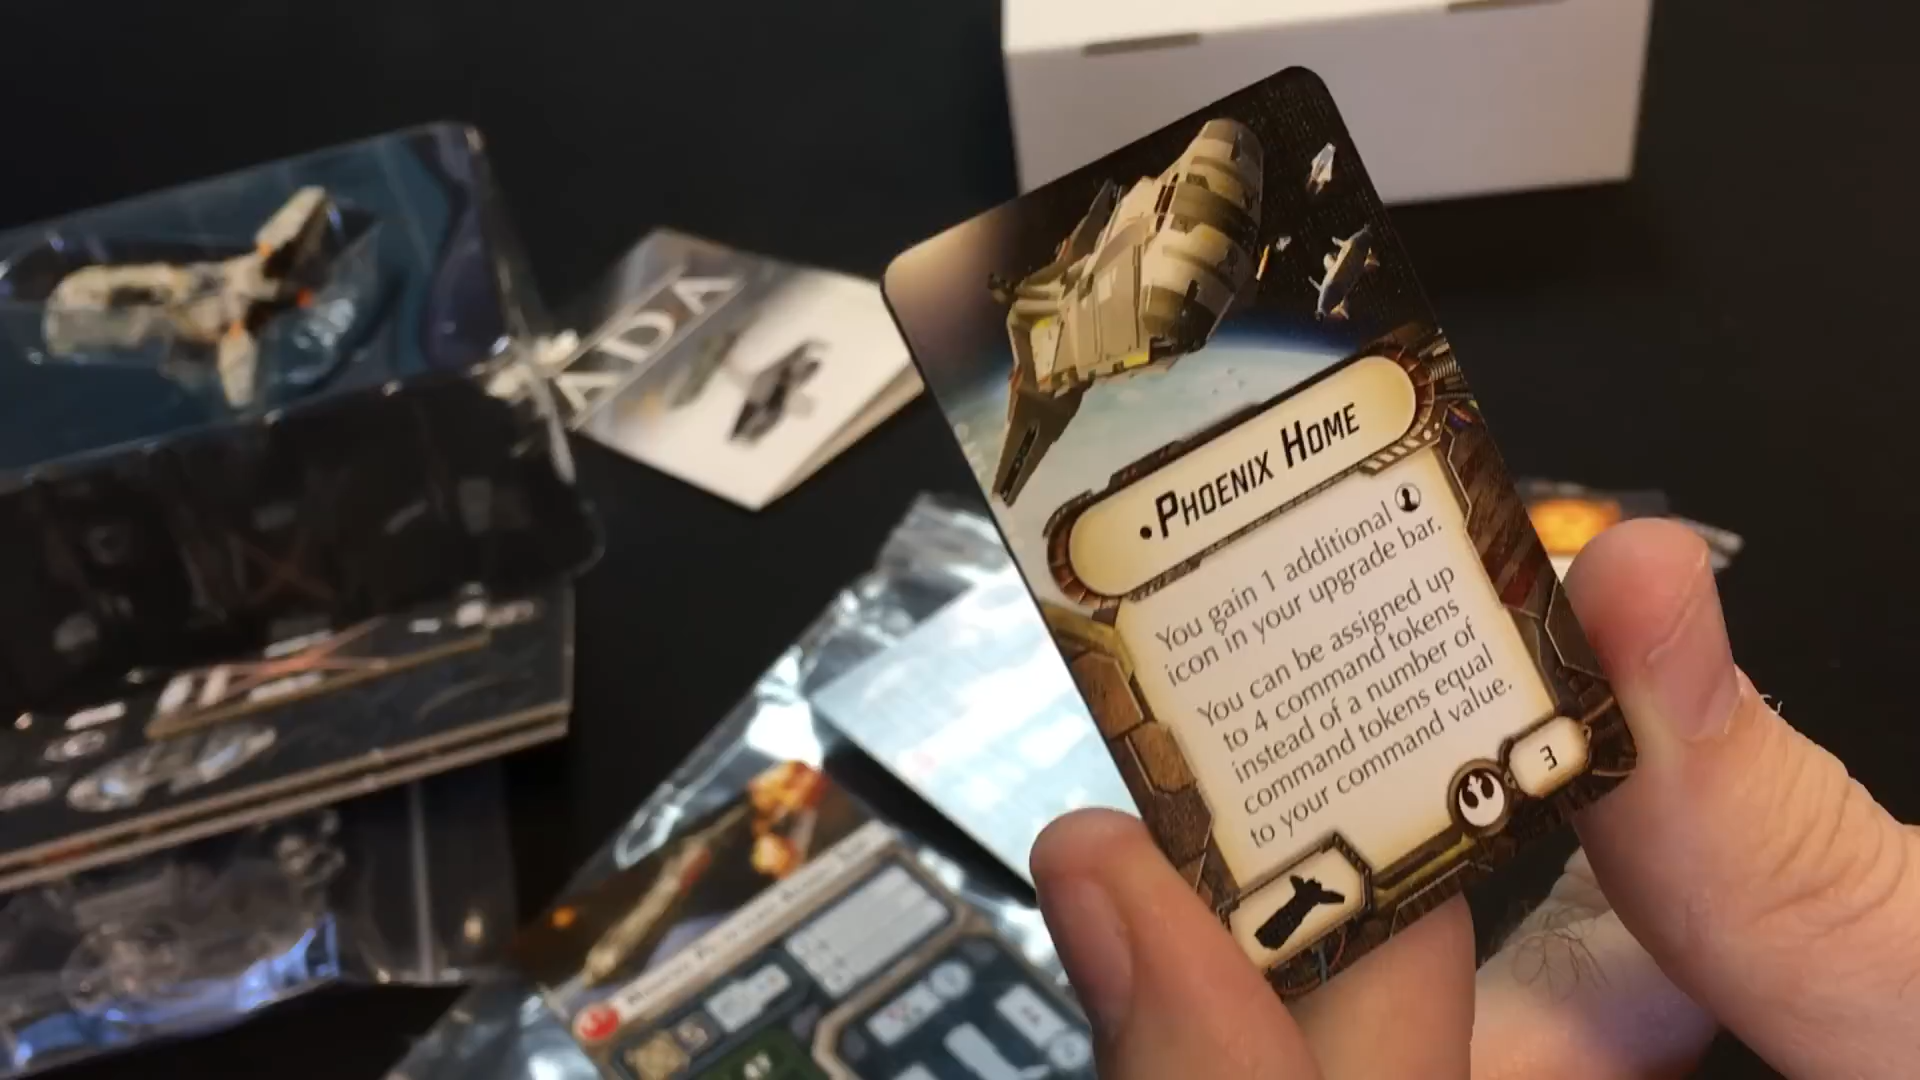 ADA
•Phoenix Home
You gain 1 additional
icon in your upgrade bar.
You can be assigned up
to 4 command tokens
instead of a number of
command tokens equal
to your command value.
3